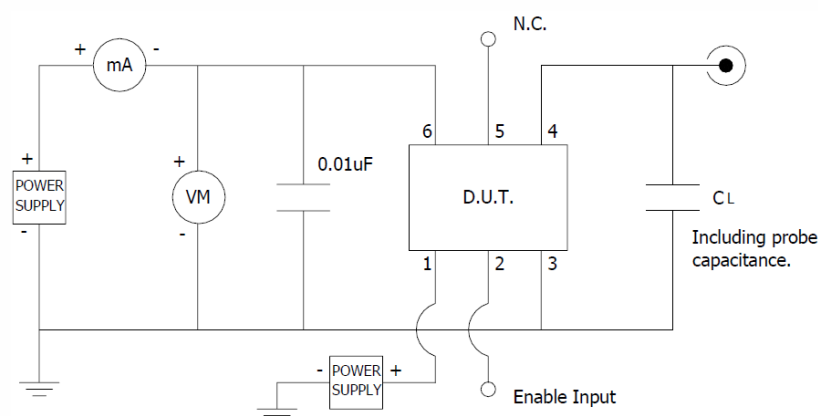 N.C.
+
-
mA
6
5
4
+
POWER
SUPPLY
-
+
VM
-
0.01uF
D.U.T.
CL
Including probe
capacitance.
1
2
3
-
POWER
SUPPLY
+
Enable Input